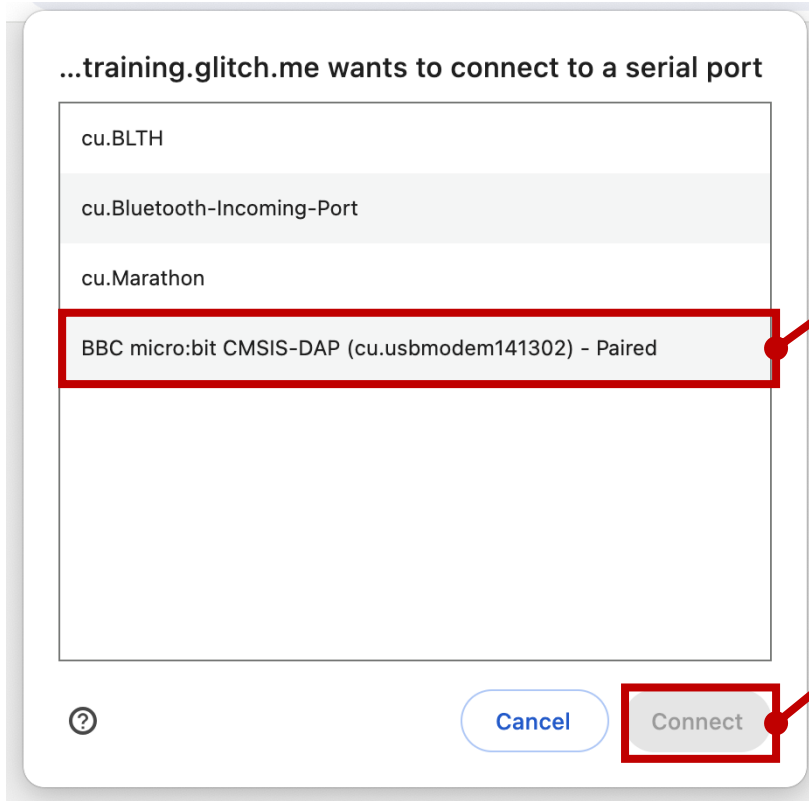 ...training.glitch.me wants to connect to a serial port
cu.BLTH
cu.Bluetooth-Incoming-Port
cu.Marathon
BBC micro:bit CMSIS-DAP (cu.usbmodem141302) - Paired
?
Cancel
Connect